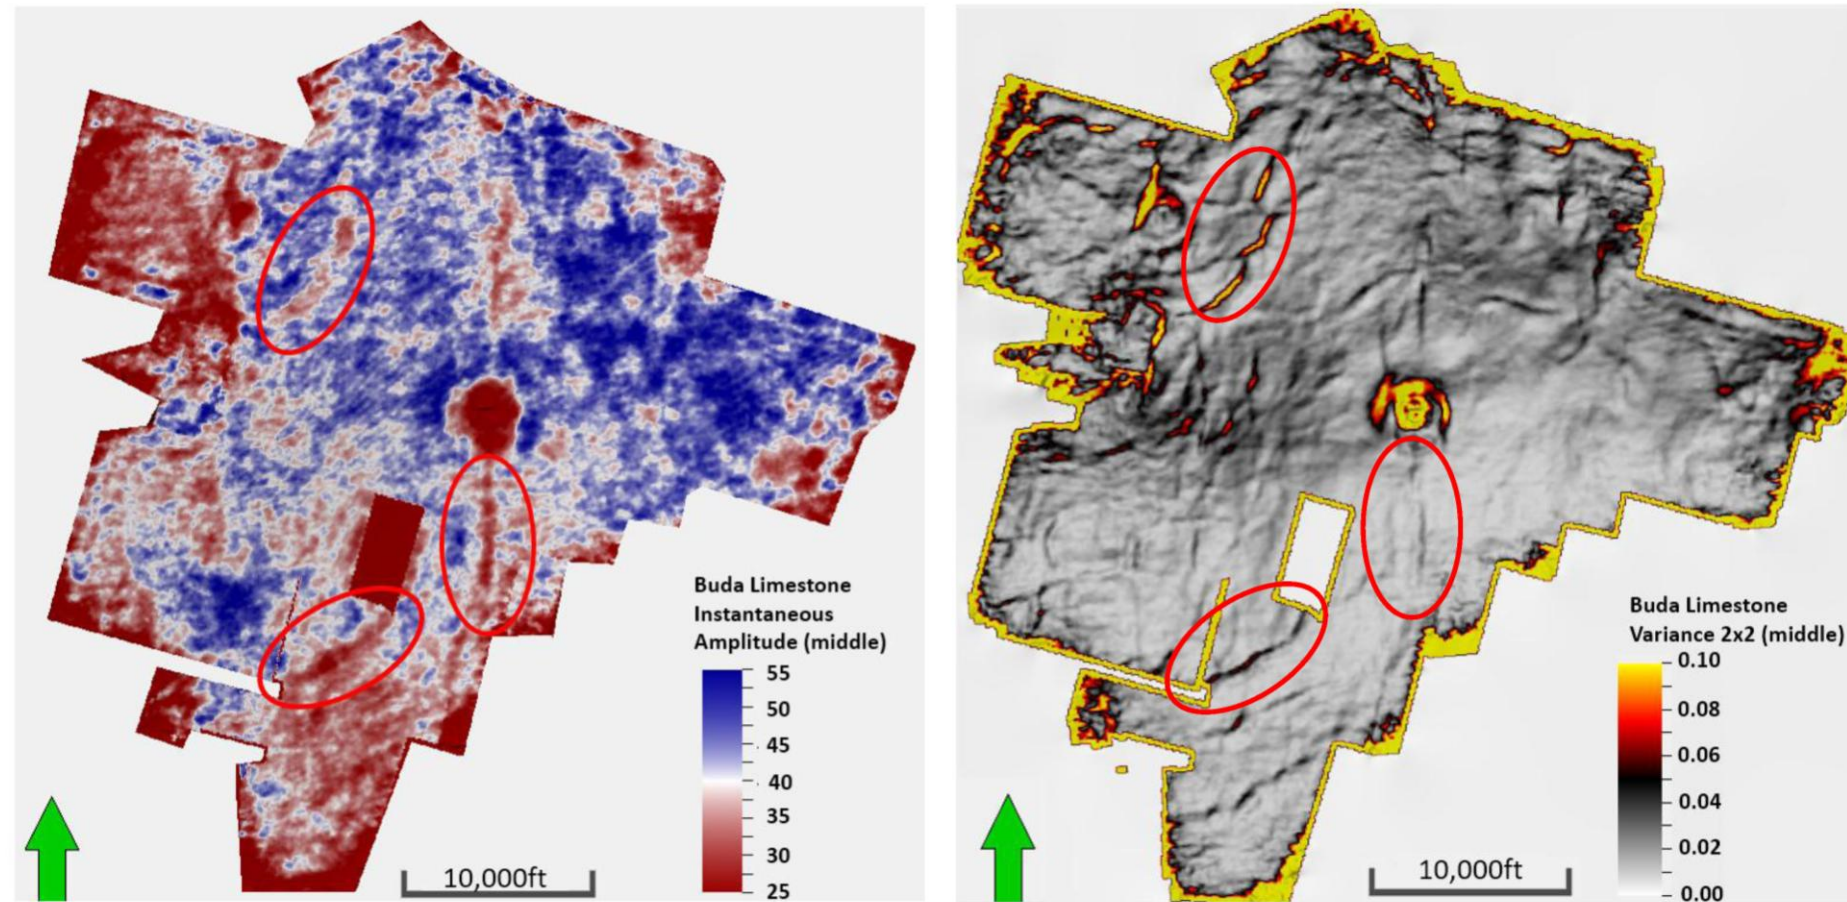 Buda Limestone
Instantaneous
Amplitude (middle)
55
50
45
40
35
30
25
10,000ft
Buda Limestone
Variance 2x2 (middle)
0.10
0.08
0.06
0.04
0.02
0.00
10,000ft